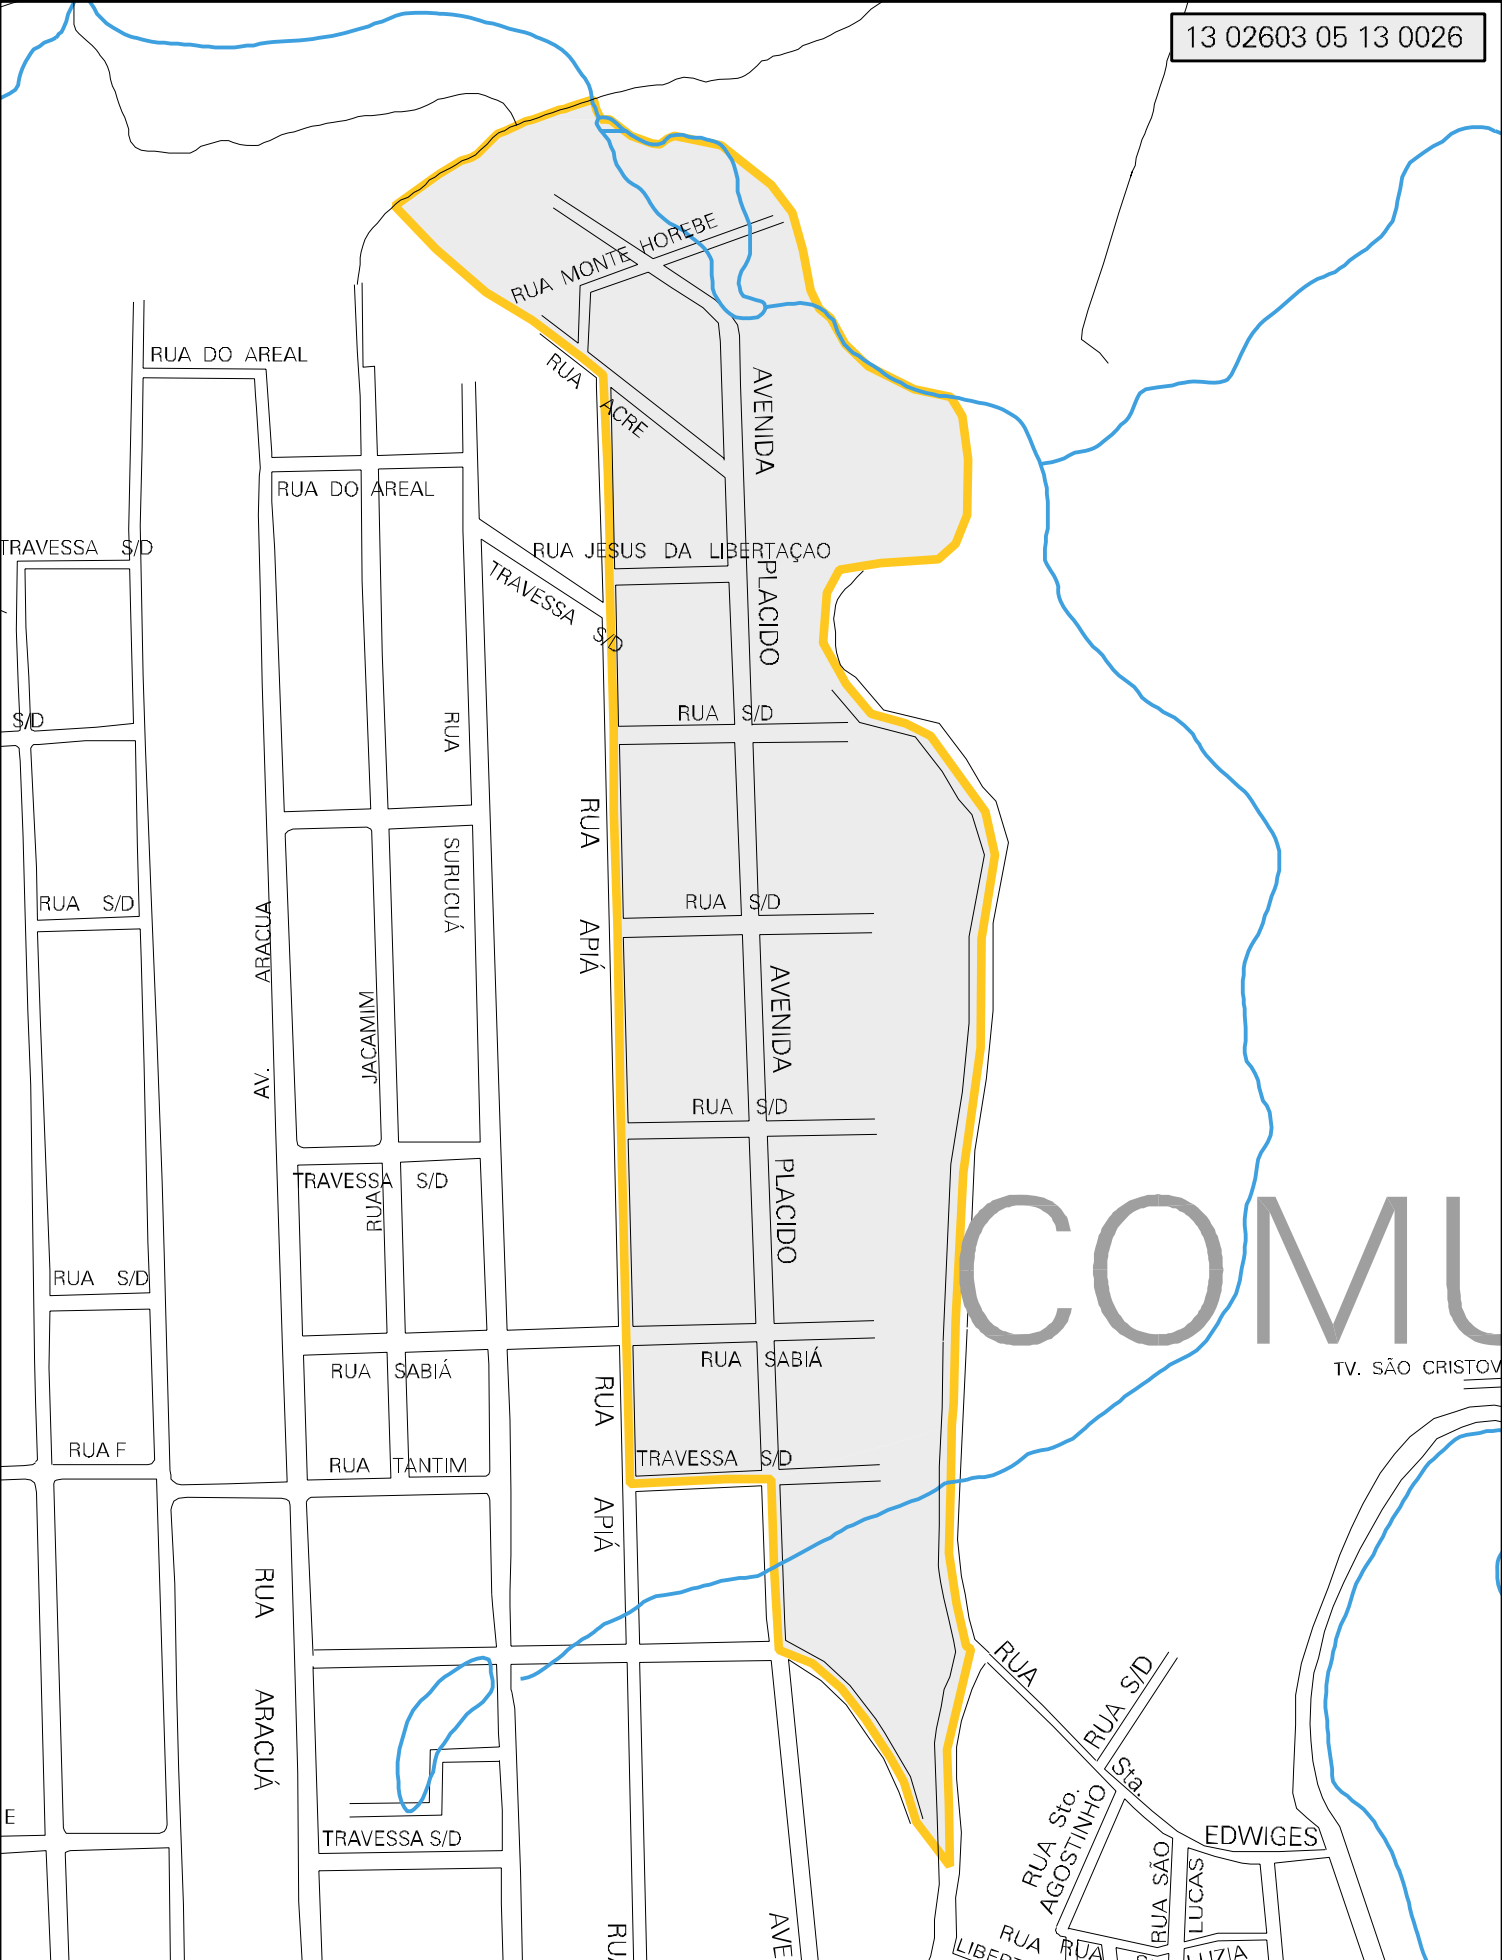 13 02603 05 13 0026
RUA MONTE HOREBE
RUA DO AREAL
RUA ACRE
AVENIDA PLACIDO
RUA DO AREAL
TRAVESSA S/D
RUA JESUS DA LIBERTAÇAO
TRAVESSA S/D
S/D
RUA SURUCUÁ
RUA S/D
RUA APIÁ
RUA S/D
AV. ARACUA
RUA S/D
RUA JACAMIM
AVENIDA PLACIDO
RUA S/D
TRAVESSA S/D
COMU
RUA S/D
RUA SABIÁ
RUA SABIÁ
TV. SÃO CRISTOV
RUA APIÁ
RUA F
RUA TANTIM
TRAVESSA S/D
RUA ARACUÁ
RUA Sta. EDWIGES
RUA S/D
RUA Sto.
AGOSTINHO
E
TRAVESSA S/D
RUA SÃO
LUCAS
RUA
AVE
RUA
LIBERT
RUA
LUZIA